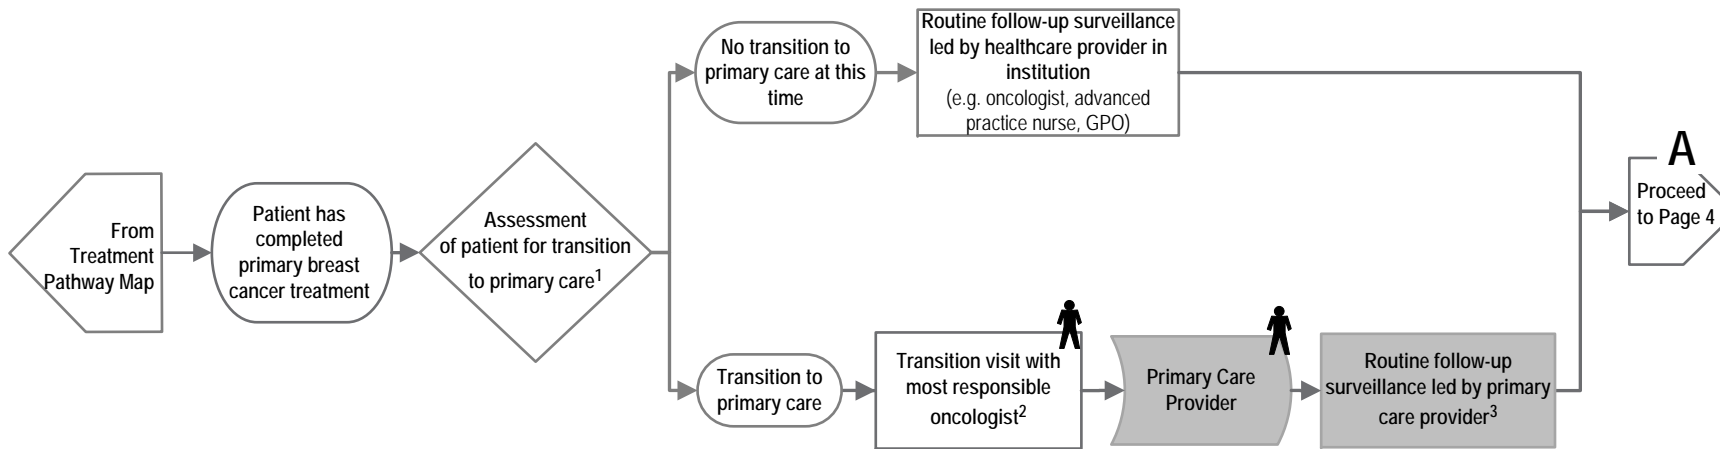 From
Treatment
Pathway Map
Patient has
completed
primary breast
cancer treatment
Assessment
of patient for transition
to primary care1
No transition to
primary care at this
time
Routine follow-up surveillance
led by healthcare provider in
institution
(e.g. oncologist, advanced
practice nurse, GPO)
Transition to
primary care
Transition visit with
most responsible
oncologist2
Primary Care
Provider
Routine follow-up
surveillance led by primary
care provider3
A
Proceed
to Page 4